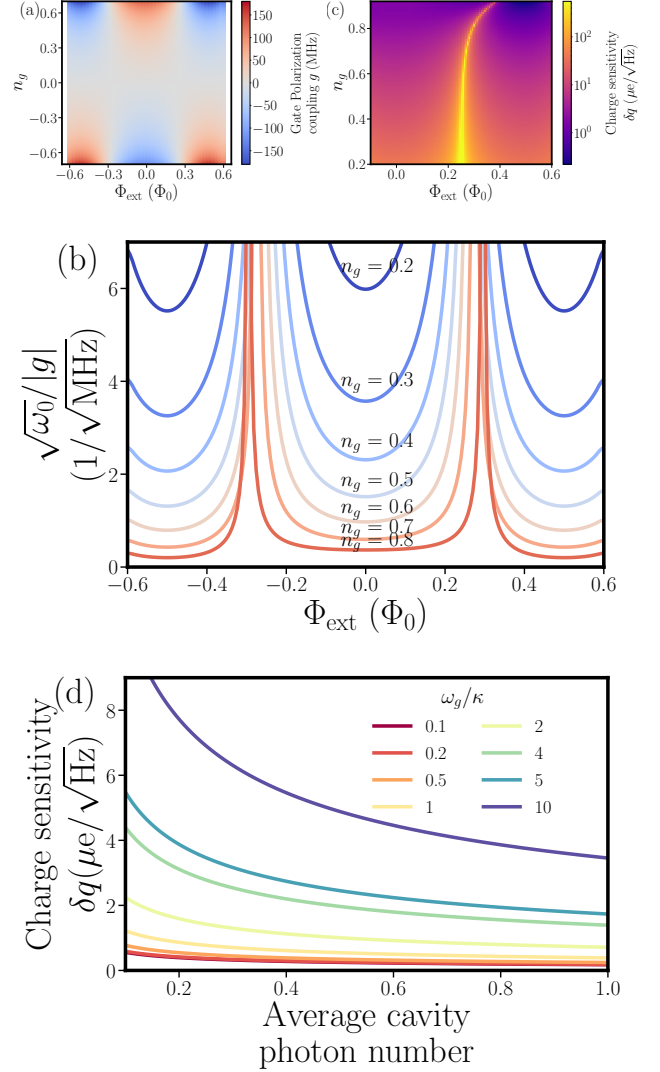 (a)
n_g
0.6
0.3
0.0
−0.3
−0.6
−0.6 −0.3 0.0 0.3 0.6
Φ_ext (Φ_0)
150
100
50
0
−50
−100
−150
Gate Polarization
coupling g (MHz)
(c)
n_g
0.8
0.6
0.4
0.2
0.0 0.2 0.4 0.6
Φ_ext (Φ_0)
10^2
10^1
10^0
Charge sensitivity
δq (μe/√Hz)
(b)
√ω_0/|g|
(1/√MHz)
6
4
2
0
n_g = 0.2
n_g = 0.3
n_g = 0.4
n_g = 0.5
n_g = 0.6
n_g = 0.7
n_g = 0.8
−0.6 −0.4 −0.2 0.0 0.2 0.4 0.6
Φ_ext (Φ_0)
(d)
Charge sensitivity
δq(μe/√Hz)
8
6
4
2
0
ω_g/κ
0.1 2
0.2 4
0.5 5
1 10
0.2 0.4 0.6 0.8 1.0
Average cavity
photon number